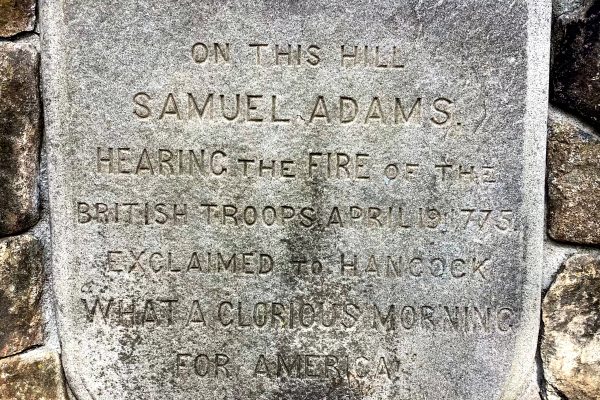 ON THIS HILL
SAMUEL ADAMS.
HEARING THE FIRE OF THE
BRITISH TROOPS, APRIL 19, 1775,
EXCLAIMED TO HANCOCK
"WHAT A GLORIOUS MORNING
FOR AMERICA."